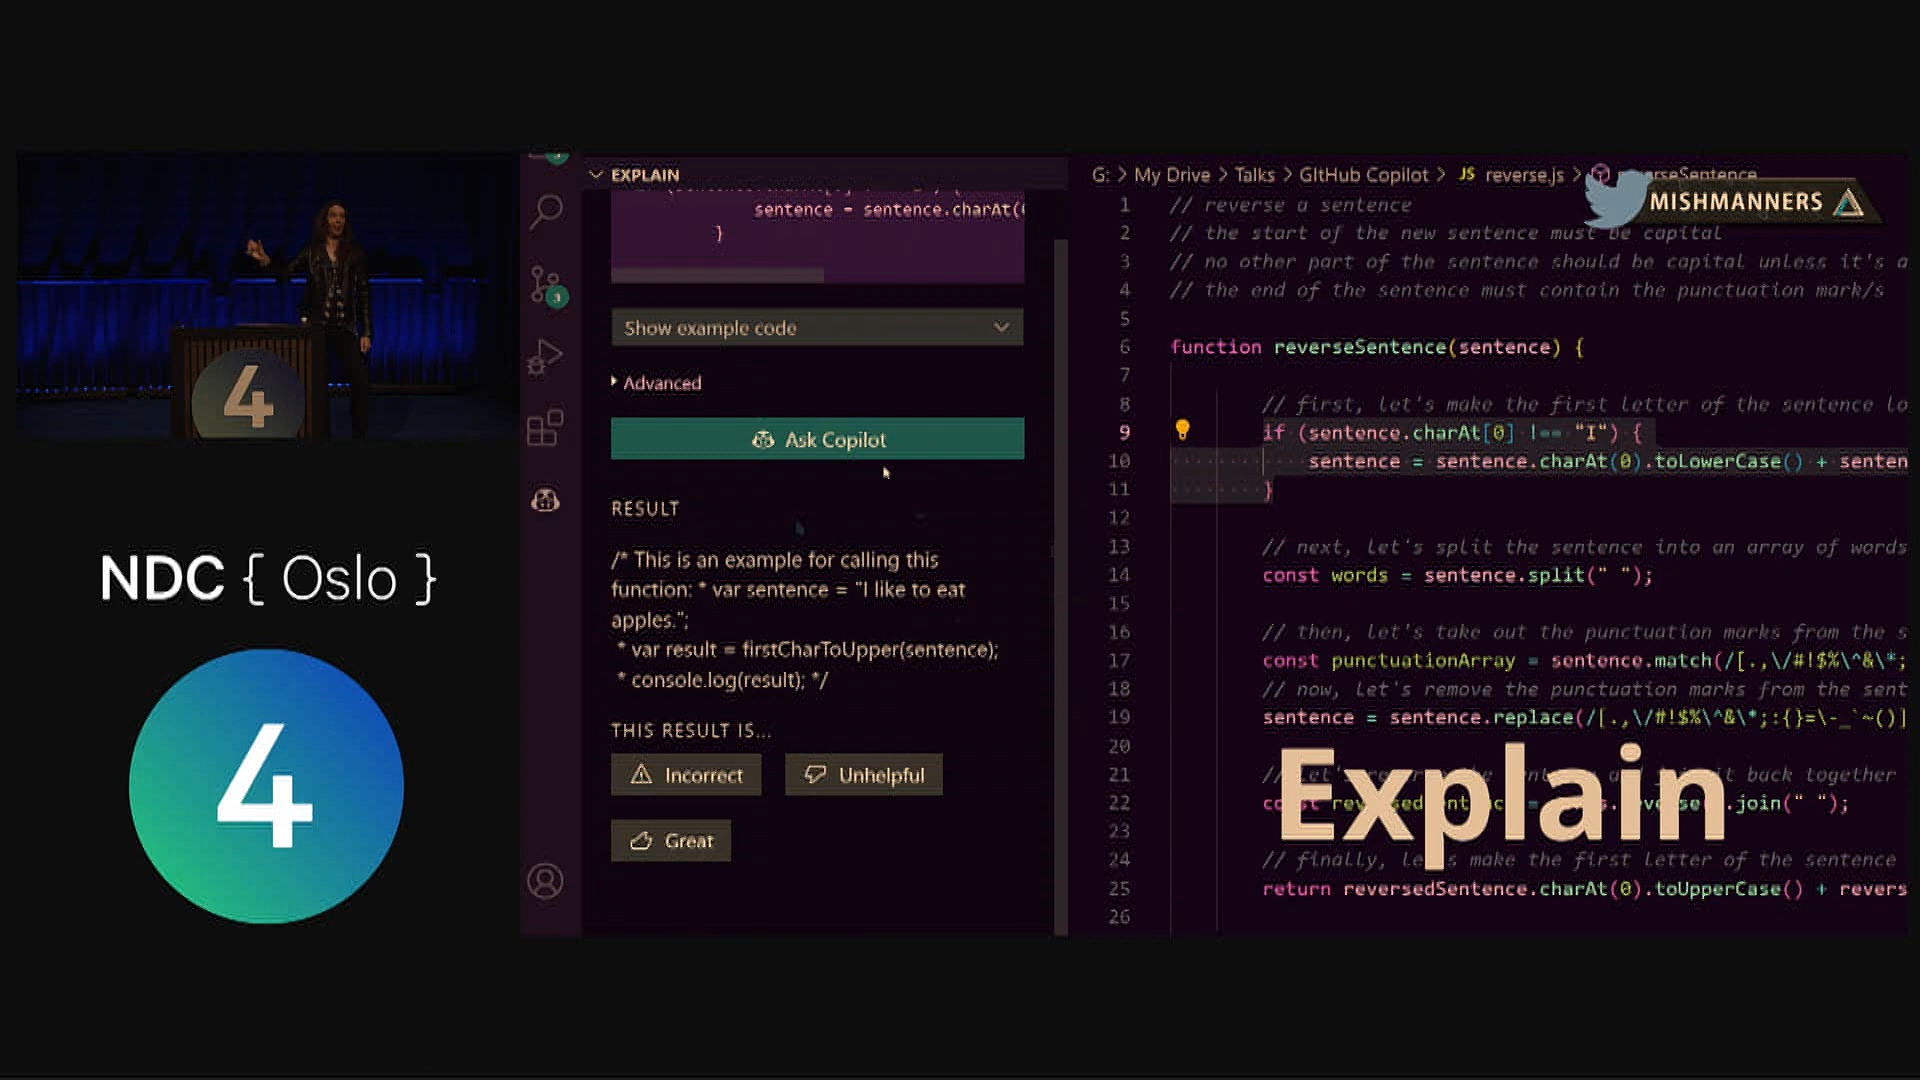 4
NDC { Oslo }
4
EXPLAIN
sentence = sentence.charAt(
}
Show example code
Advanced
Ask Copilot
RESULT
/* This is an example for calling this
function: * var sentence = "I like to eat
apples.";
* var result = firstCharToUpper(sentence);
* console.log(result); */
THIS RESULT IS...
Incorrect
Unhelpful
Great
3
G: > My Drive > Talks > GItHub Copilot > JS reverse.js >
MISHMANNERS
1 // reverse a sentence
2 // the start of the new sentence must be capital
3 // no other part of the sentence should be capital unless it's a
4 // the end of the sentence must contain the punctuation mark/s
5
6 function reverseSentence(sentence) {
7
8 // first, let's make the first letter of the sentence lo
9 if (sentence.charAt[0] !== "I") {
10 sentence = sentence.charAt(0).toLowerCase() + senten
11 }
12
13 // next, let's split the sentence into an array of words
14 const words = sentence.split(" ");
15
16 // then, let's take out the punctuation marks from the s
17 const punctuationArray = sentence.match(/[.,\/#!$%\^&\*;
18 // now, let's remove the punctuation marks from the sent
19 sentence = sentence.replace(/[.,\/#!$%\^&\*;:{}=\-_`~()]
20
21 // it back together
22 .join(" ");
23
24 // finally, make the first letter of the sentence
25 return reversedSentence.charAt(0).toUpperCase() + revers
26
Explain